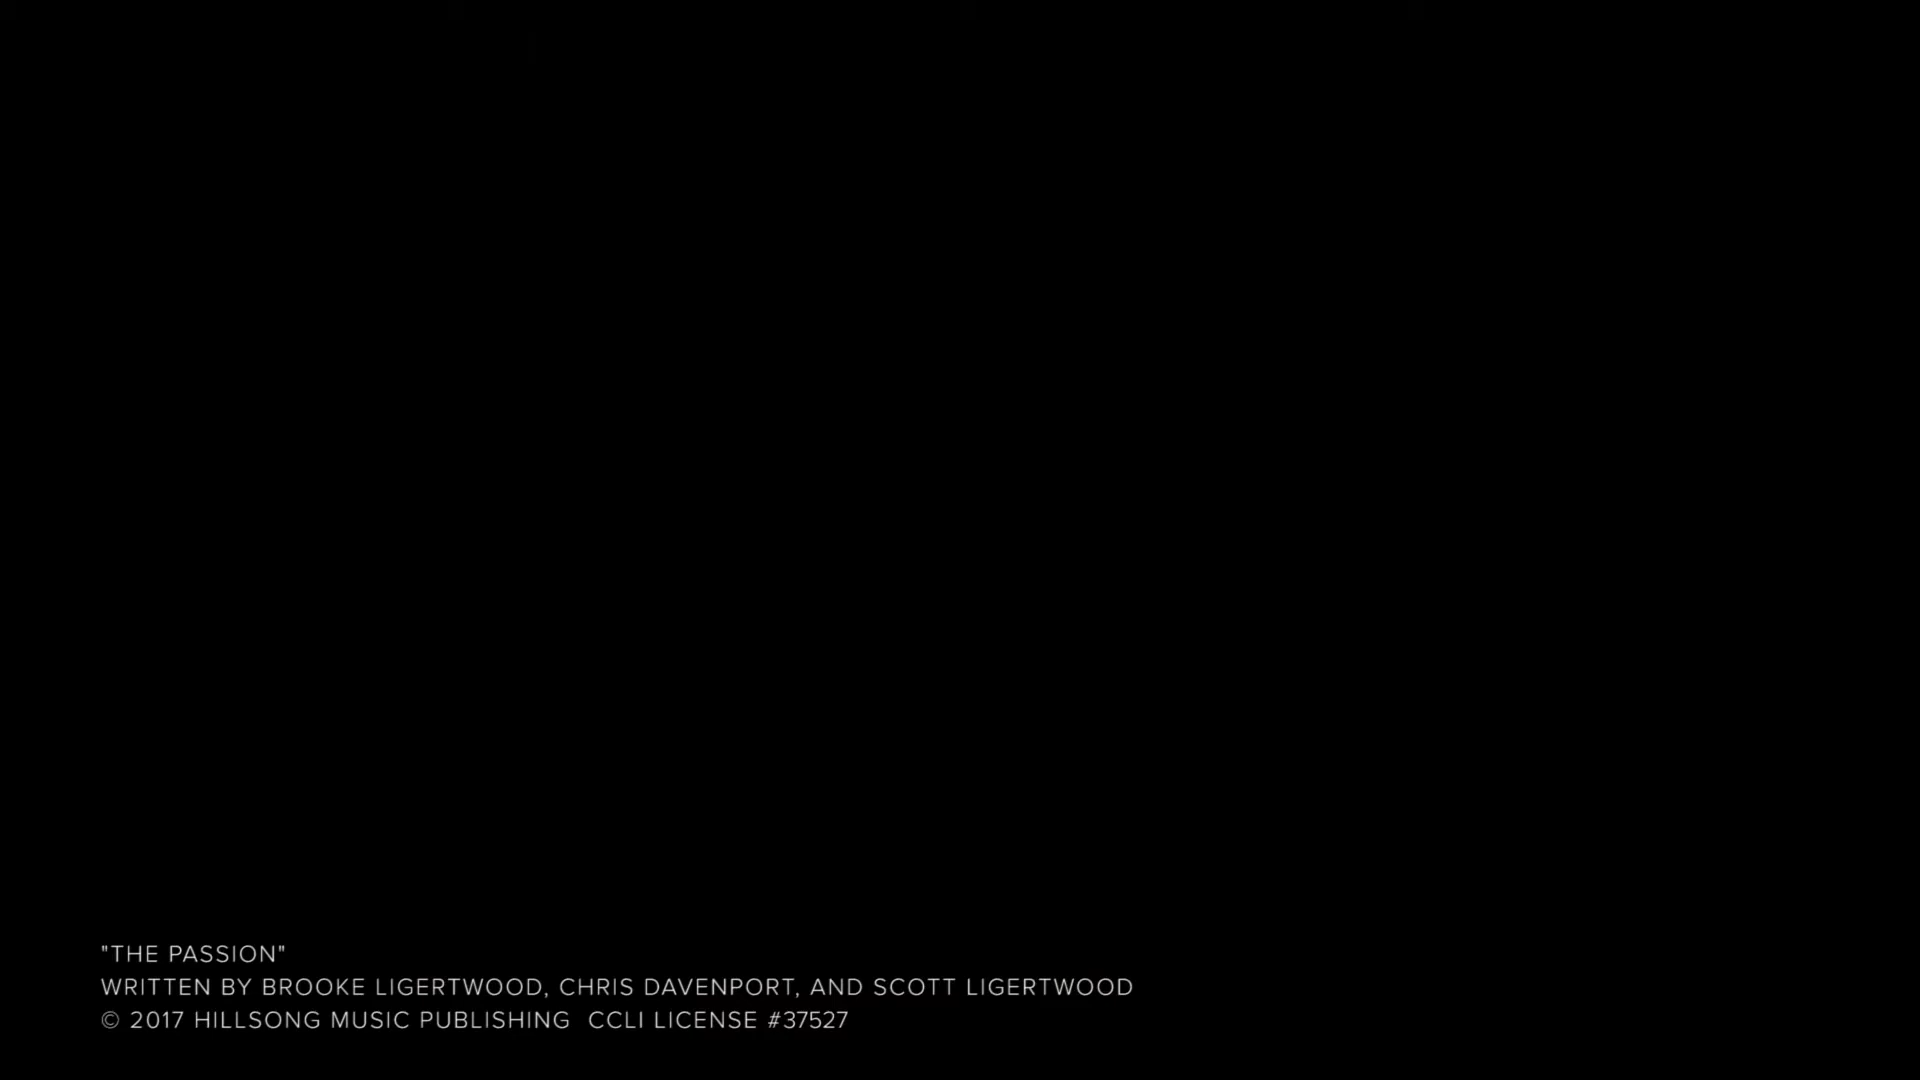 "THE PASSION"
WRITTEN BY BROOKE LIGERTWOOD, CHRIS DAVENPORT, AND SCOTT LIGERTWOOD
© 2017 HILLSONG MUSIC PUBLISHING  CCLI LICENSE #37527